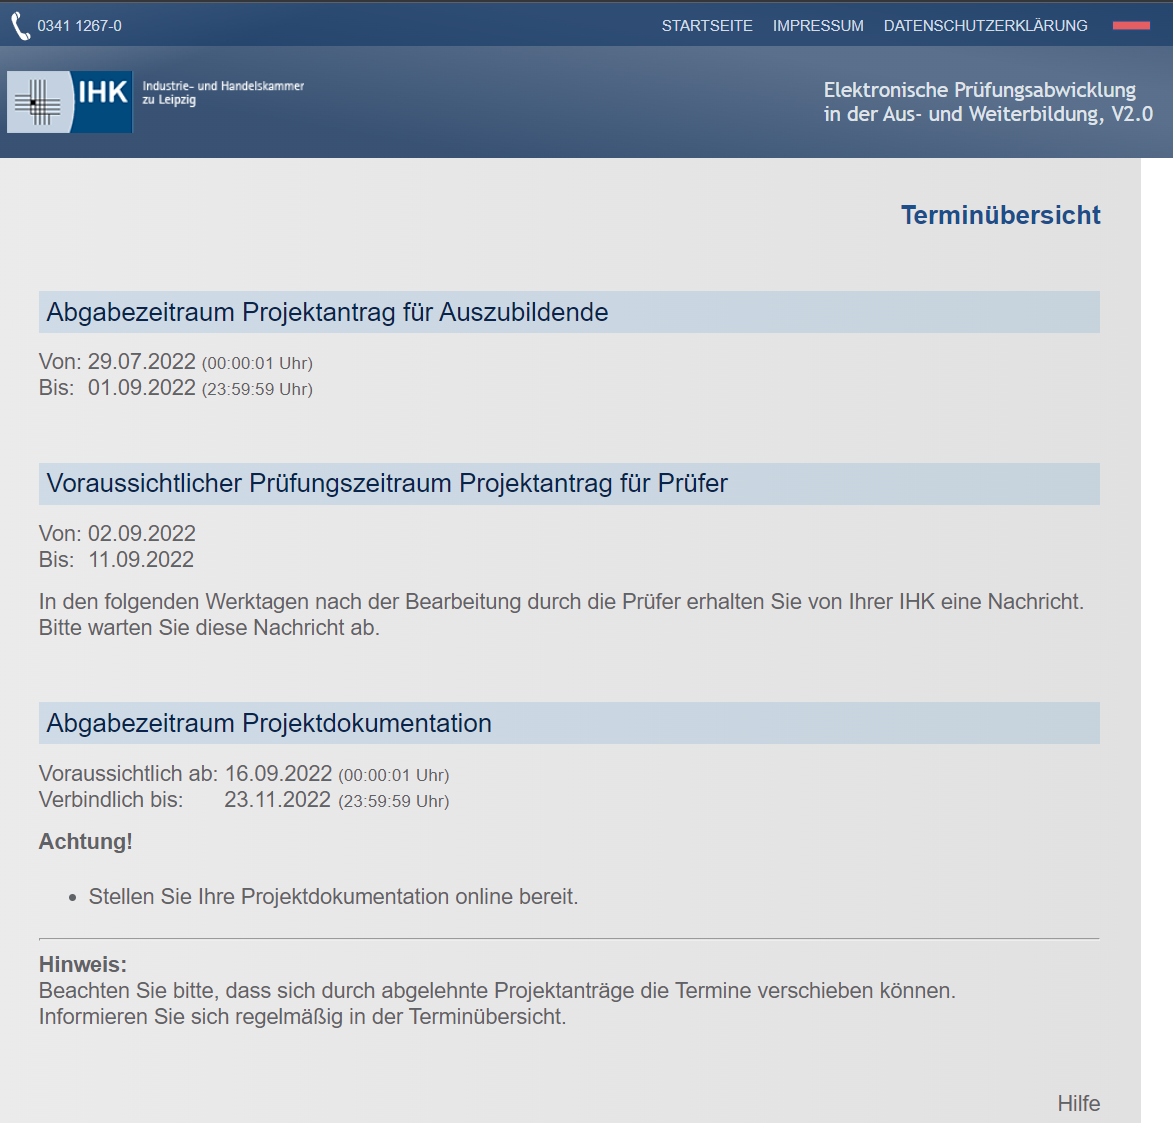 0341 1267-0
STARTSEITE IMPRESSUM DATENSCHUTZERKLÄRUNG
IHK
Industrie- und Handelskammer
zu Leipzig
Elektronische Prüfungsabwicklung
in der Aus- und Weiterbildung, V2.0
Terminübersicht
Abgabezeitraum Projektantrag für Auszubildende
Von: 29.07.2022 (00:00:01 Uhr)
Bis: 01.09.2022 (23:59:59 Uhr)
Voraussichtlicher Prüfungszeitraum Projektantrag für Prüfer
Von: 02.09.2022
Bis: 11.09.2022
In den folgenden Werktagen nach der Bearbeitung durch die Prüfer erhalten Sie von Ihrer IHK eine Nachricht.
Bitte warten Sie diese Nachricht ab.
Abgabezeitraum Projektdokumentation
Voraussichtlich ab: 16.09.2022 (00:00:01 Uhr)
Verbindlich bis: 23.11.2022 (23:59:59 Uhr)
Achtung!
• Stellen Sie Ihre Projektdokumentation online bereit.
Hinweis:
Beachten Sie bitte, dass sich durch abgelehnte Projektanträge die Termine verschieben können.
Informieren Sie sich regelmäßig in der Terminübersicht.
Hilfe